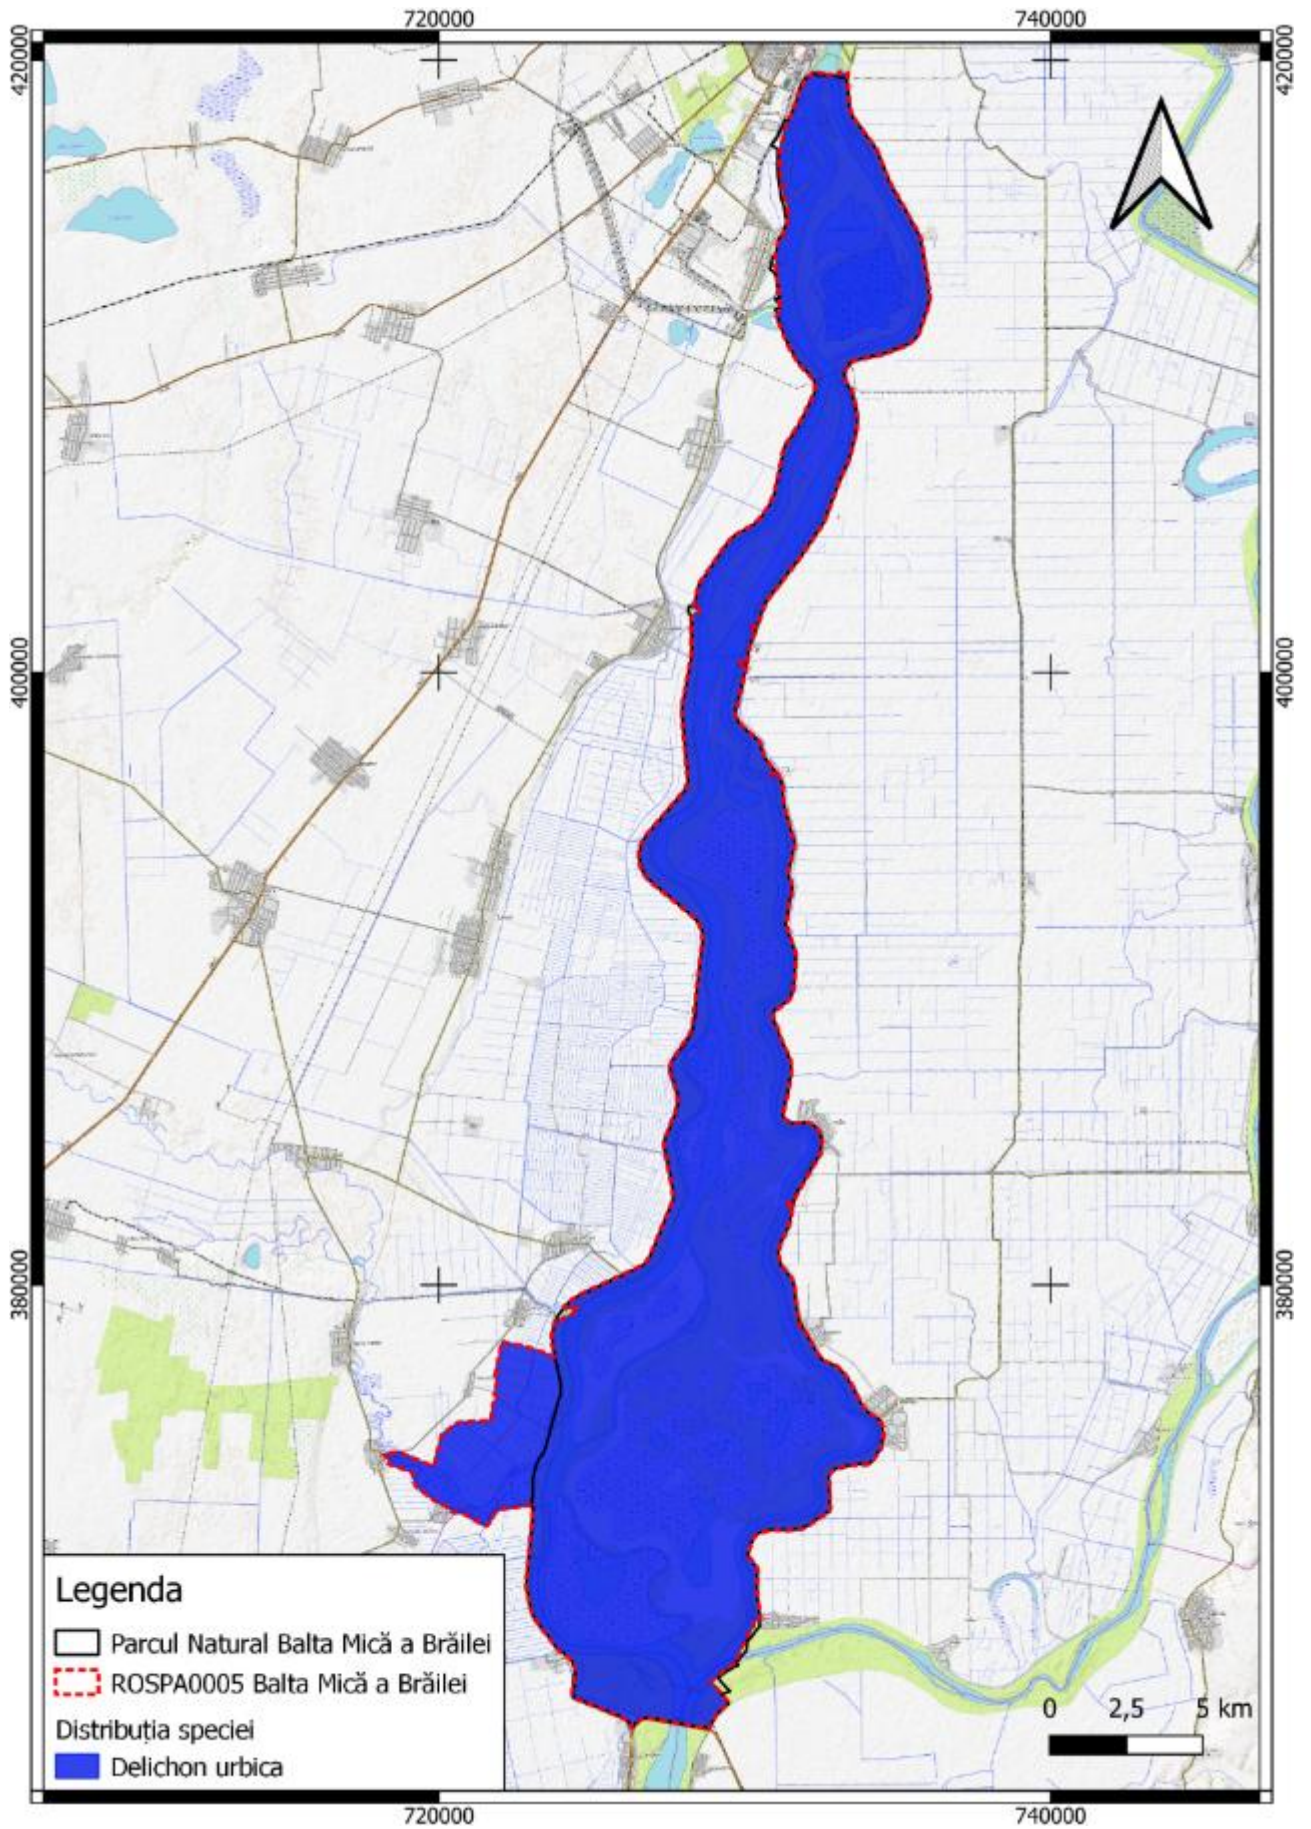 720000
740000
420000
420000
400000
400000
380000
380000
Legenda
Parcul Natural Balta Mică a Brăilei
ROSPA0005 Balta Mică a Brăilei
Distribuția speciei
Delichon urbica
0 2,5 5 km
720000
740000